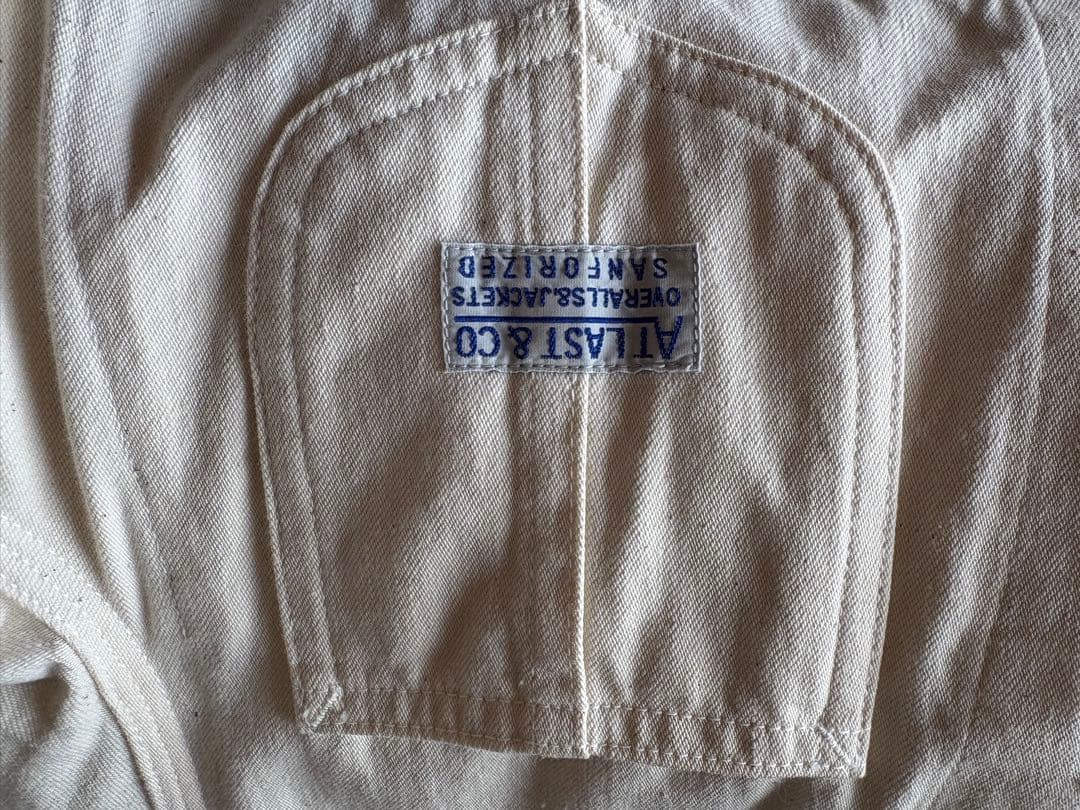 AT LAST & CO
OVERALLS&JACKETS
SANFORIZED